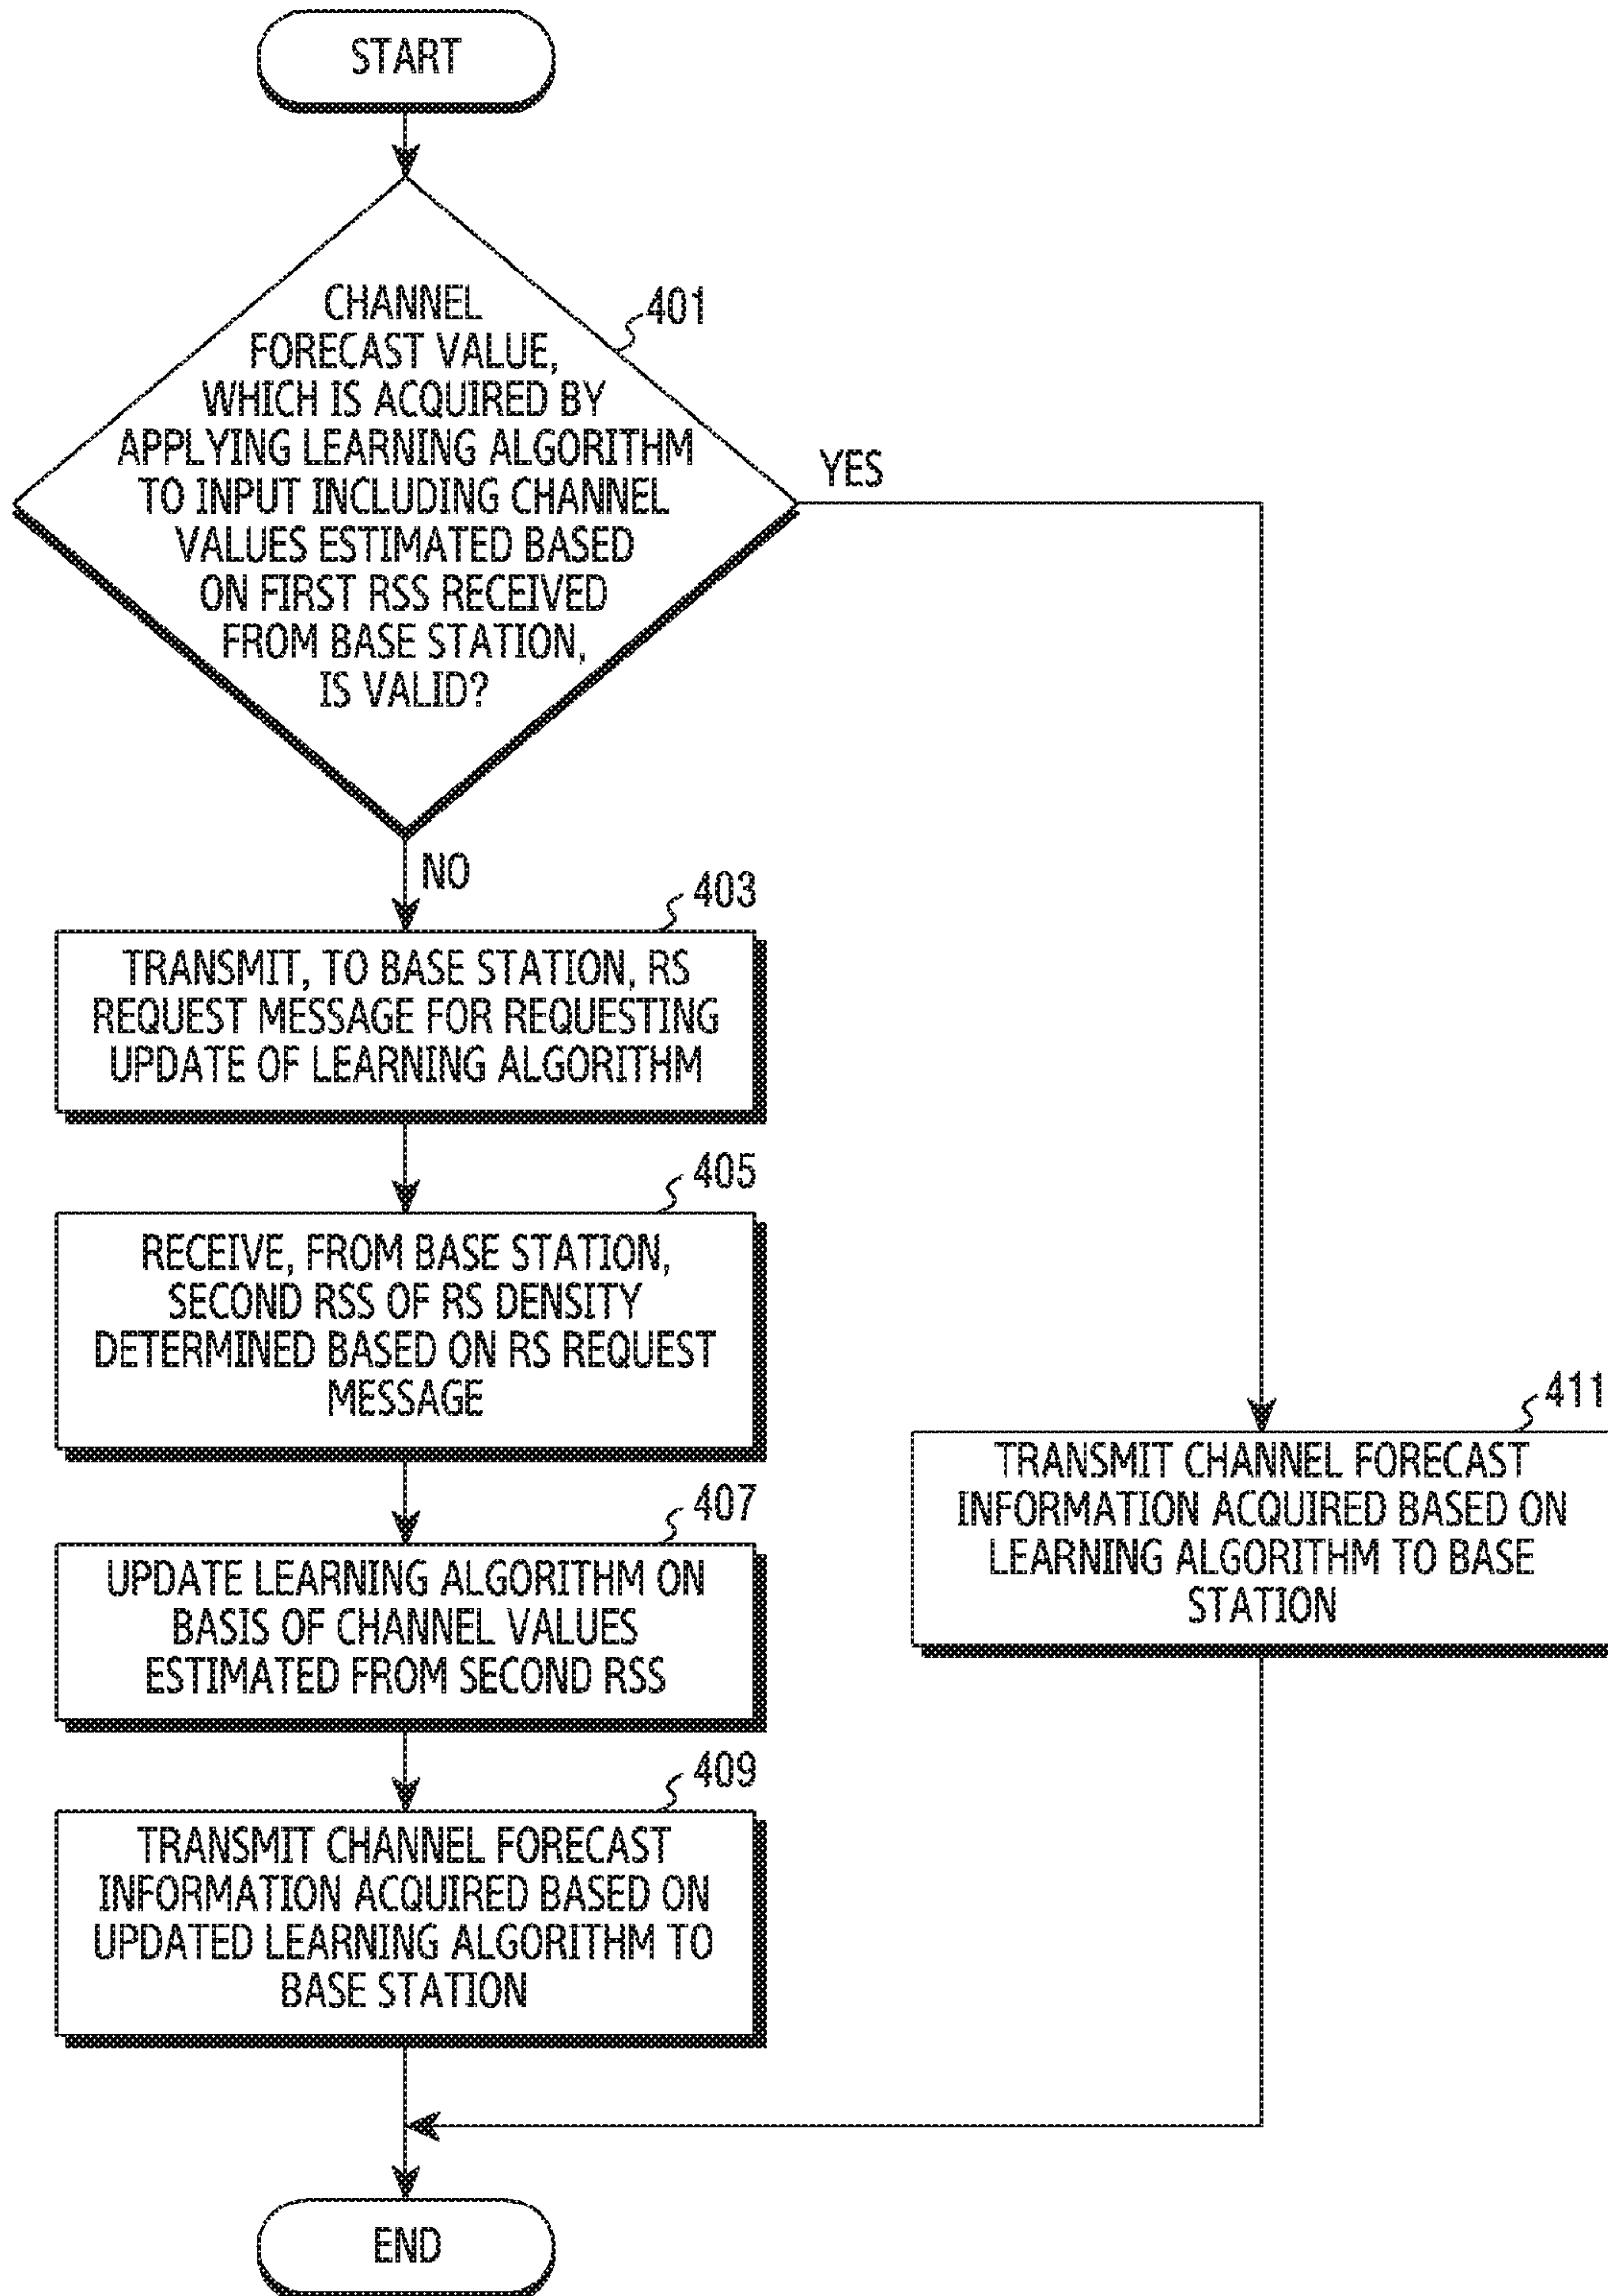 START
CHANNEL
FORECAST VALUE,
WHICH IS ACQUIRED BY
APPLYING LEARNING ALGORITHM
TO INPUT INCLUDING CHANNEL
VALUES ESTIMATED BASED
ON FIRST RSS RECEIVED
FROM BASE STATION,
IS VALID?
401
YES
NO
403
TRANSMIT, TO BASE STATION, RS
REQUEST MESSAGE FOR REQUESTING
UPDATE OF LEARNING ALGORITHM
405
RECEIVE, FROM BASE STATION,
SECOND RSS OF RS DENSITY
DETERMINED BASED ON RS REQUEST
MESSAGE
407
UPDATE LEARNING ALGORITHM ON
BASIS OF CHANNEL VALUES
ESTIMATED FROM SECOND RSS
409
TRANSMIT CHANNEL FORECAST
INFORMATION ACQUIRED BASED ON
UPDATED LEARNING ALGORITHM TO
BASE STATION
411
TRANSMIT CHANNEL FORECAST
INFORMATION ACQUIRED BASED ON
LEARNING ALGORITHM TO BASE
STATION
END